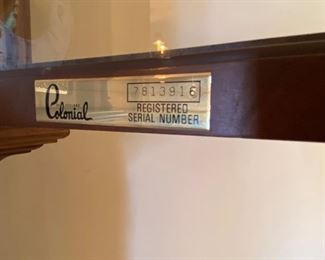 Colonial
7813916
REGISTERED
SERIAL NUMBER